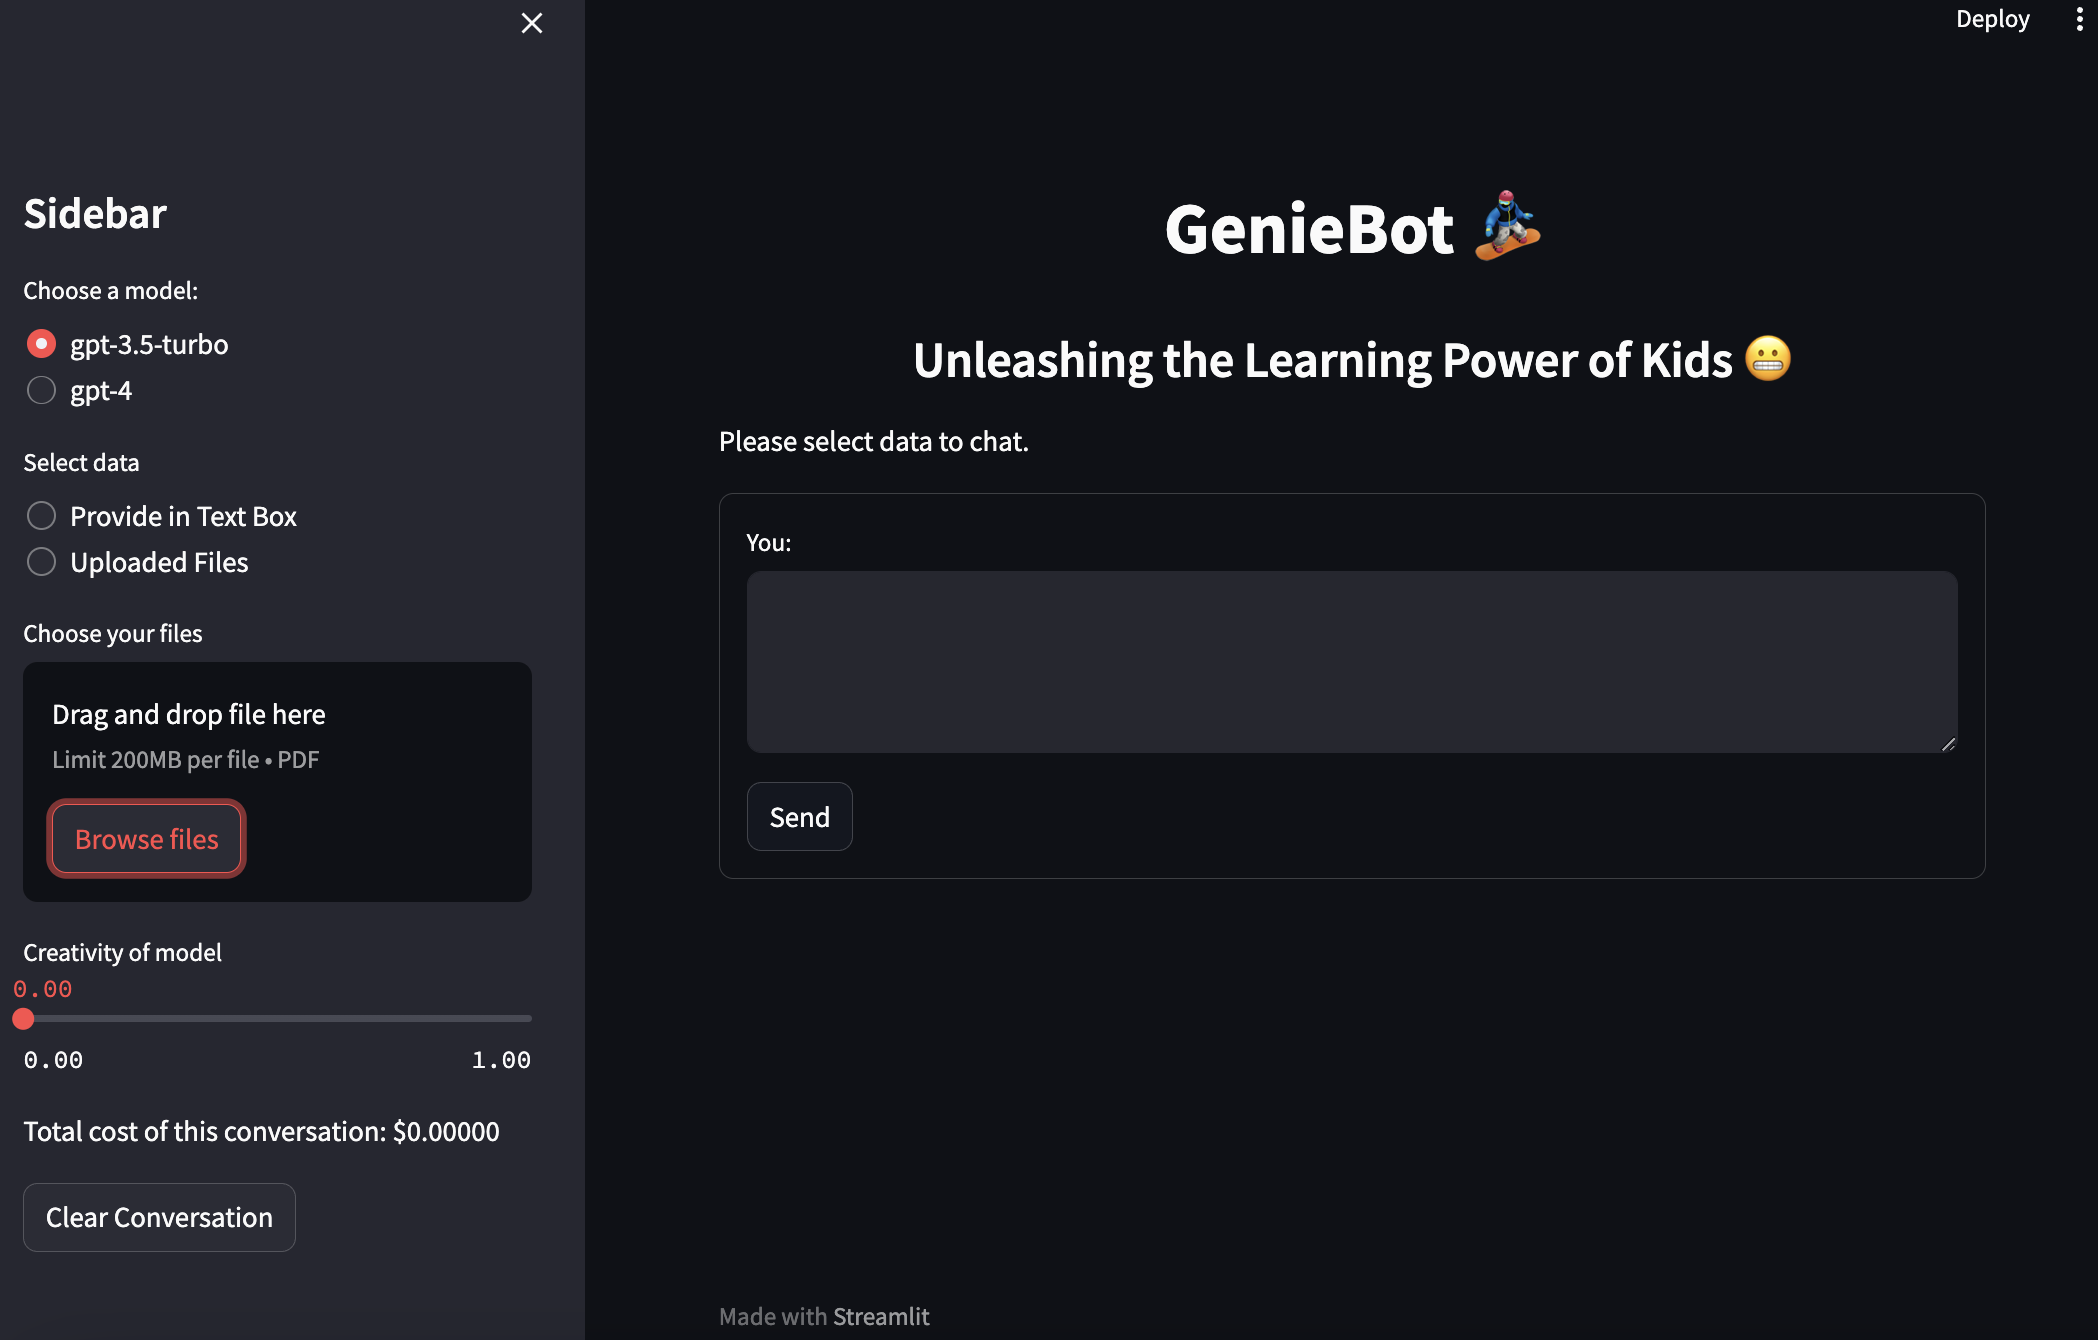 Sidebar
Choose a model:
gpt-3.5-turbo
gpt-4
Select data
Provide in Text Box
Uploaded Files
Choose your files
Drag and drop file here
Limit 200MB per file • PDF
Browse files
Creativity of model
0.00
0.00 1.00
Total cost of this conversation: $0.00000
Clear Conversation
Deploy
GenieBot 🏂
Unleashing the Learning Power of Kids 😬
Please select data to chat.
You:
Send
Made with Streamlit